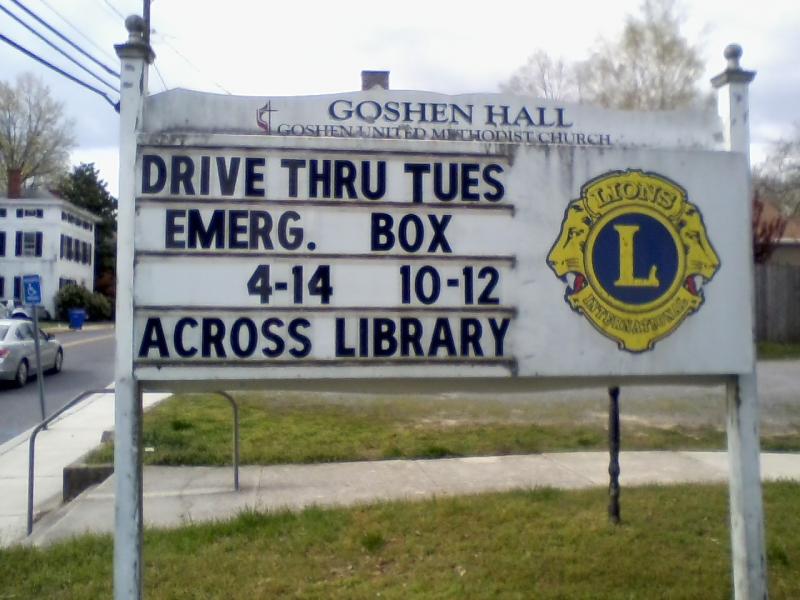 GOSHEN HALL
GOSHEN UNITED METHODIST CHURCH
DRIVE THRU TUES
EMERG. BOX
4-14 10-12
ACROSS LIBRARY
LIONS
L
INTERNATIONAL